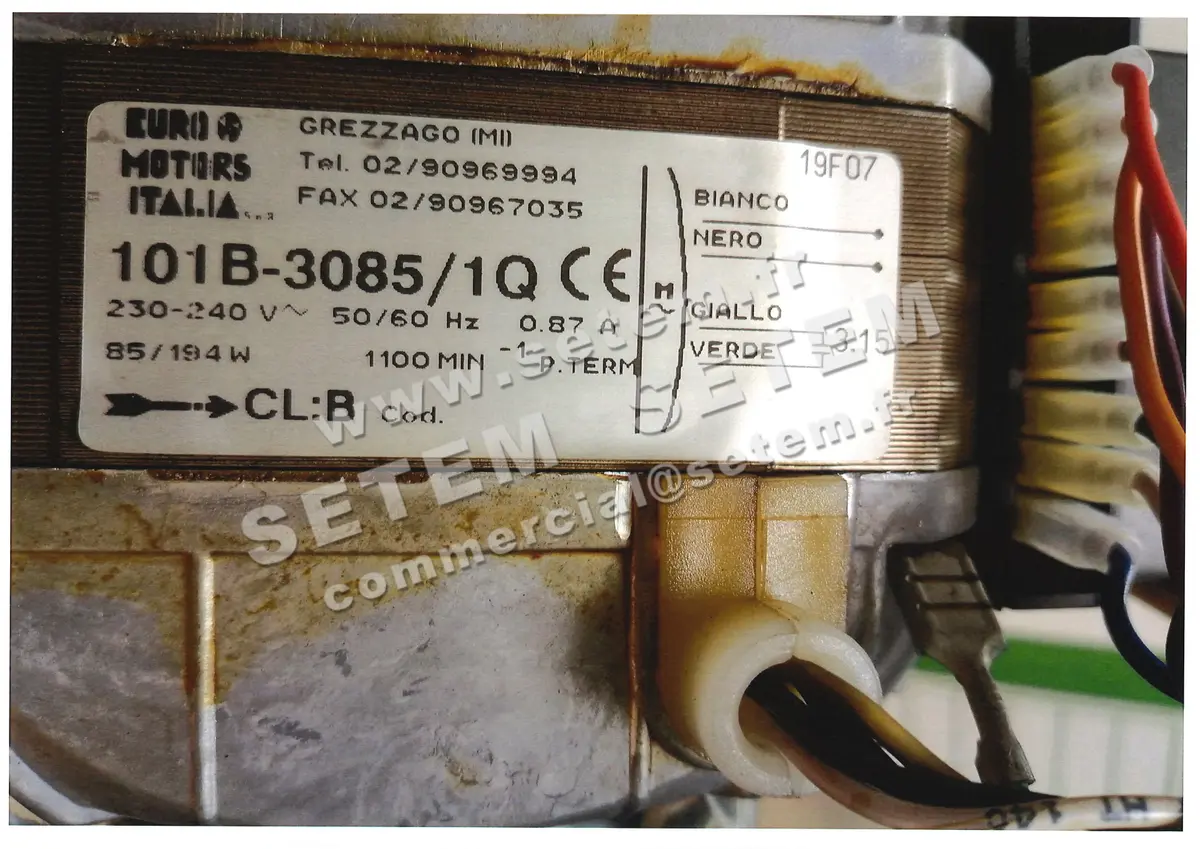 EURO
MOTORS
ITALIA s.p.a
GREZZAGO (MI)
Tel. 02/90969994
FAX 02/90967035
19F07
101B-3085/1Q CE
230-240 V~ 50/60 Hz 0.87 A
85/194 W 1100 MIN -1 P.TERM
CL:B Cod.
M
~
BIANCO
NERO
GIALLO
VERDE
3.15
www.setem.fr
SETEM SETEM
commercial@setem.fr